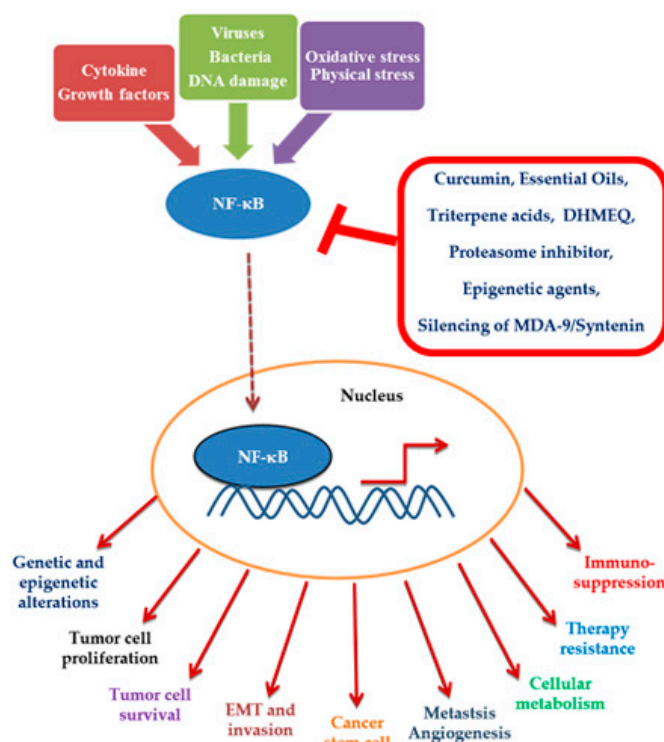 Cytokine
Growth factors
Viruses
Bacteria
DNA damage
Oxidative stress
Physical stress
NF-κB
Curcumin, Essential Oils,
Triterpene acids, DHMEQ,
Proteasome inhibitor,
Epigenetic agents,
Silencing of MDA-9/Syntenin
Nucleus
NF-κB
Genetic and
epigenetic
alterations
Tumor cell
proliferation
Tumor cell
survival
EMT and
invasion
Cancer
stem cell
Metastsis
Angiogenesis
Cellular
metabolism
Therapy
resistance
Immuno-
suppression